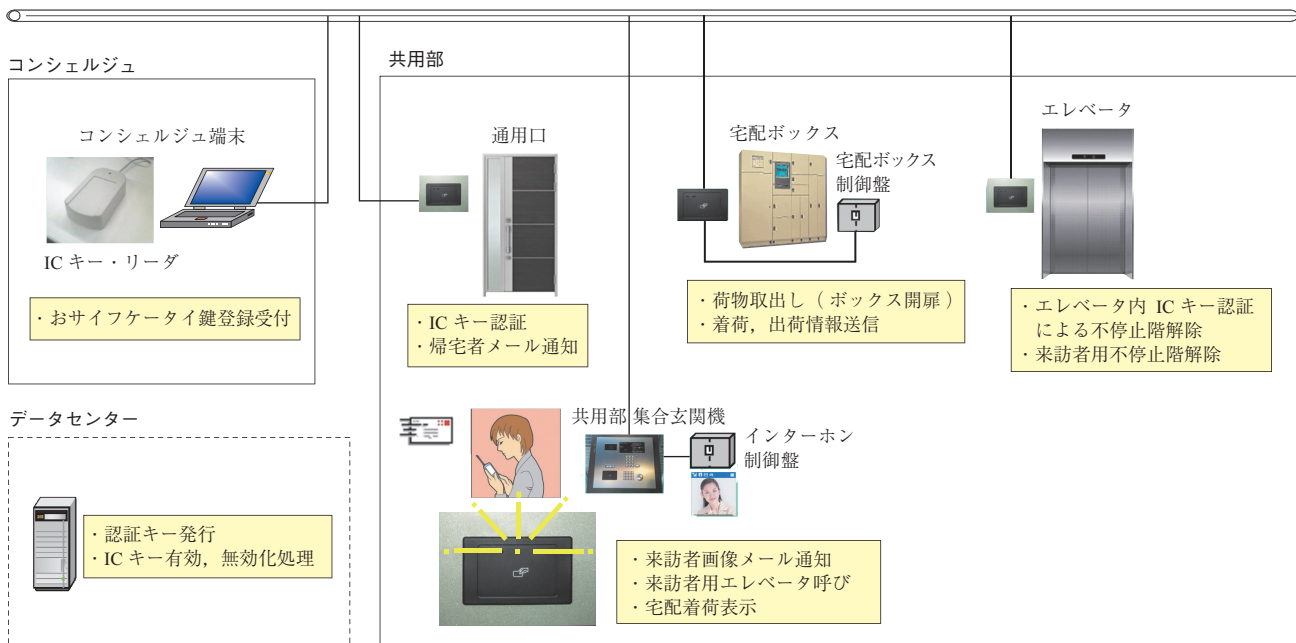 コンシェルジュ
コンシェルジュ端末
IC キー・リーダ
・おサイフケータイ鍵登録受付
データセンター
・認証キー発行
・IC キー有効，無効化処理
共用部
通用口
・IC キー認証
・帰宅者メール通知
宅配ボックス
宅配ボックス
制御盤
・荷物取出し（ボックス開扉）
・着荷，出荷情報送信
エレベータ
・エレベータ内 IC キー認証
による不停止階解除
・来訪者用不停止階解除
共用部 集合玄関機
インターホン
制御盤
・来訪者画像メール通知
・来訪者用エレベータ呼び
・宅配着荷表示